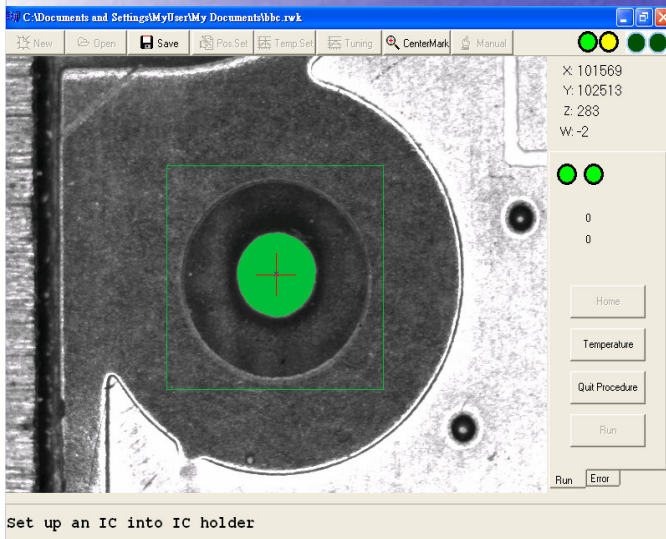 C:\Documents and Settings\MyUser\My Documents\bbc.rwk
New Open Save Pos.Set Temp.Set Tuning CenterMark Manual
X: 101569
Y: 102513
Z: 283
W: -2
0
0
Home
Temperature
Quit Procedure
Run
Run Error
Set up an IC into IC holder